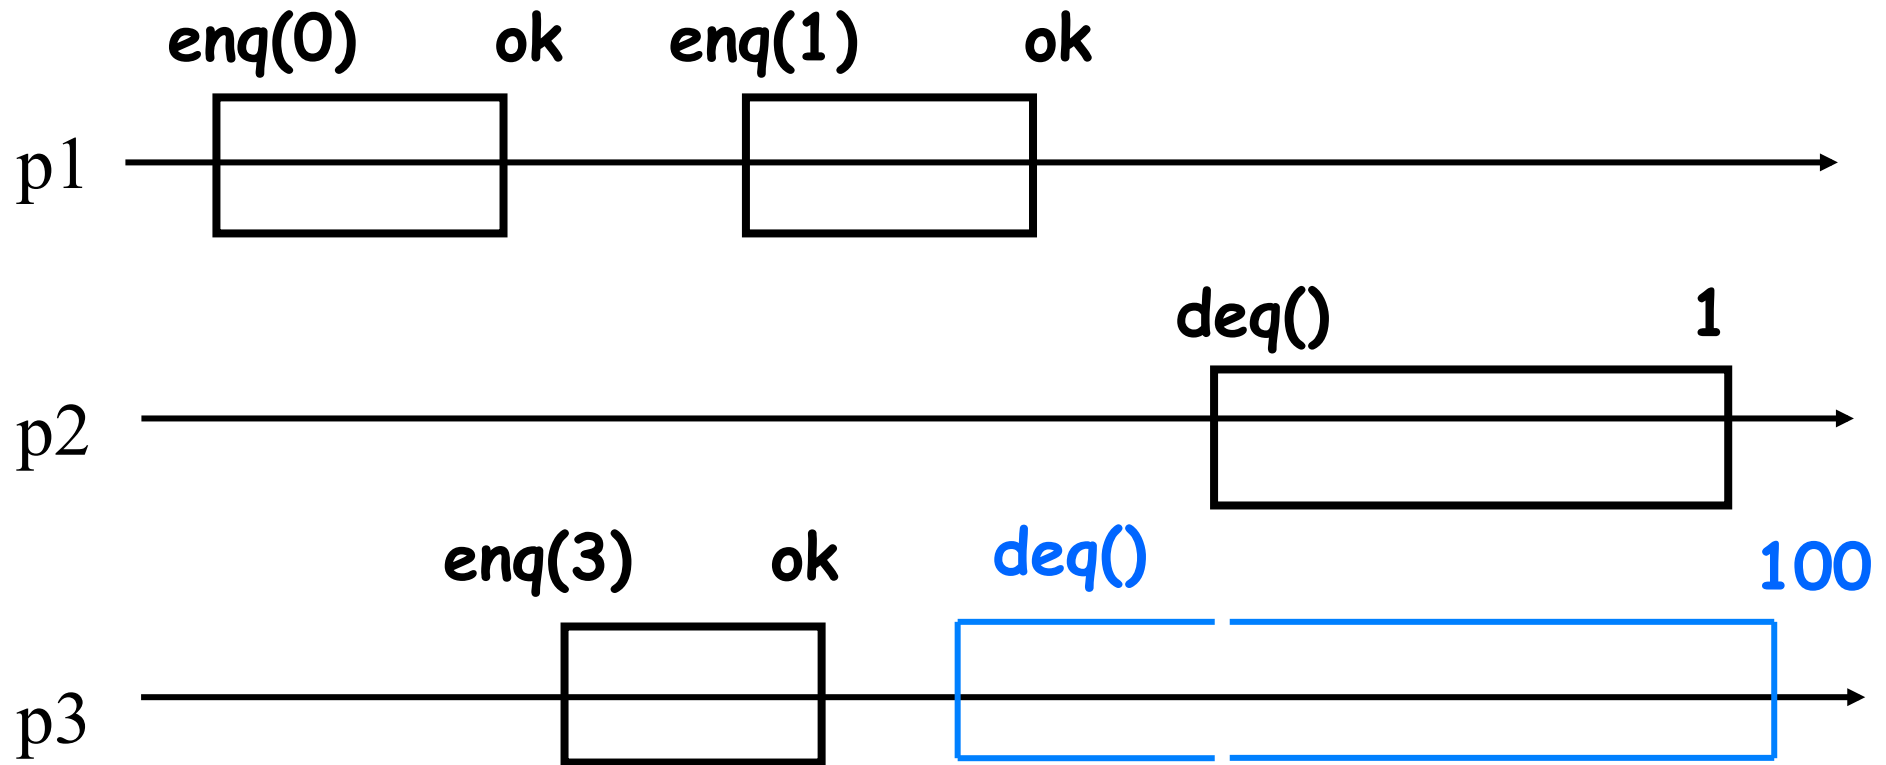 enq(0) ok enq(1) ok
p1
deq() 1
p2
enq(3) ok deq() 100
p3